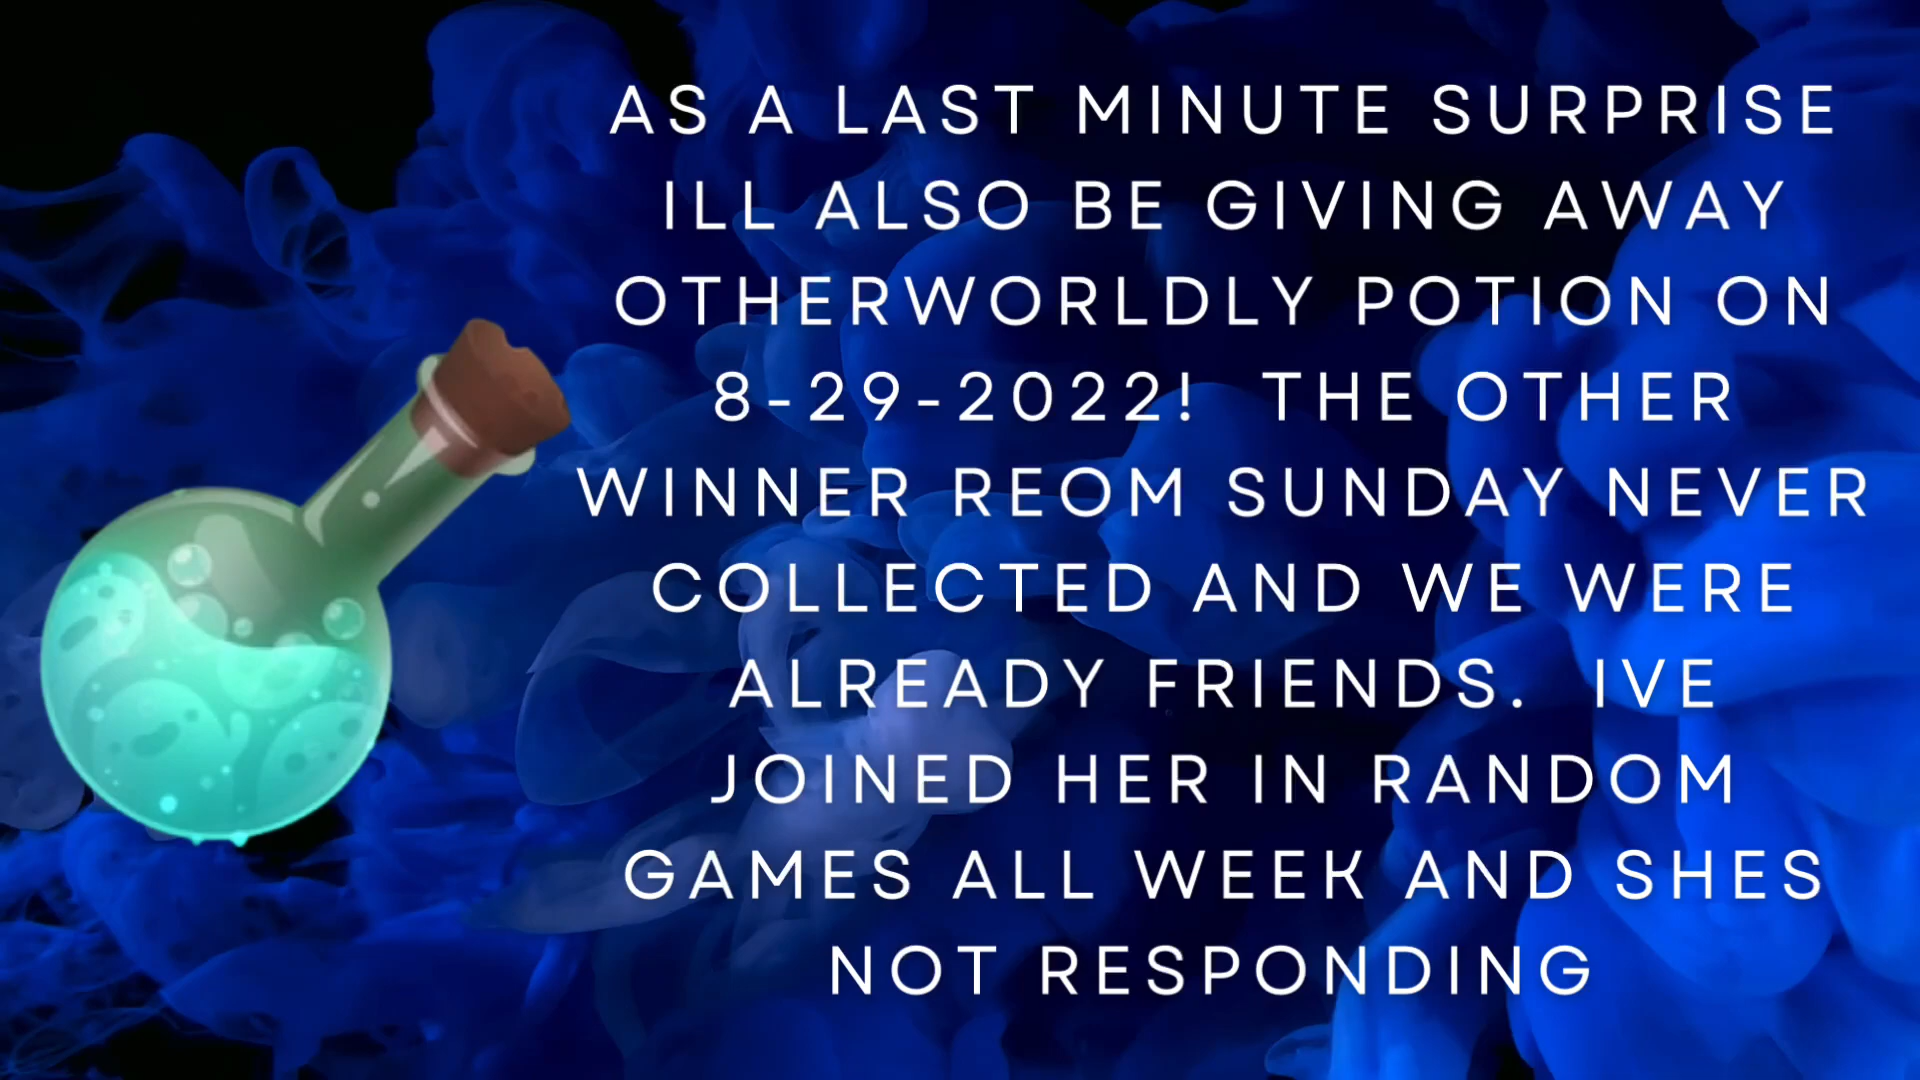 AS A LAST MINUTE SURPRISE
ILL ALSO BE GIVING AWAY
OTHERWORLDLY POTION ON
8-29-2022! THE OTHER
WINNER REOM SUNDAY NEVER
COLLECTED AND WE WERE
ALREADY FRIENDS. IVE
JOINED HER IN RANDOM
GAMES ALL WEEK AND SHES
NOT RESPONDING